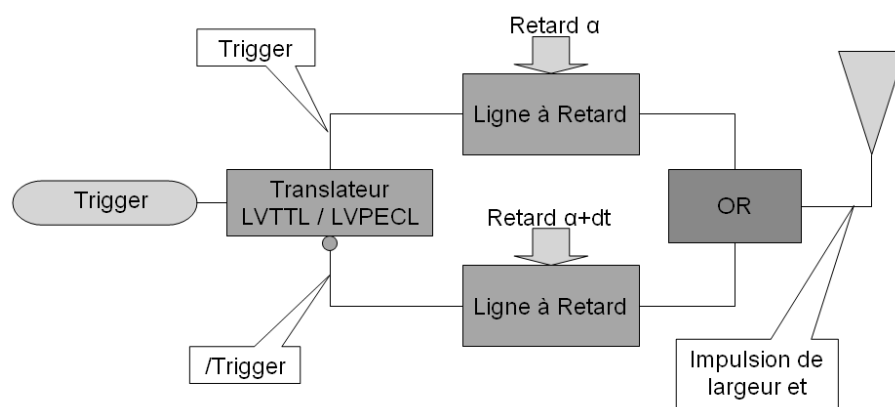 Retard α
Trigger
Ligne à Retard
Trigger
Translateur
LVTTL / LVPECL
OR
Retard α+dt
Ligne à Retard
/Trigger
Impulsion de
largeur et